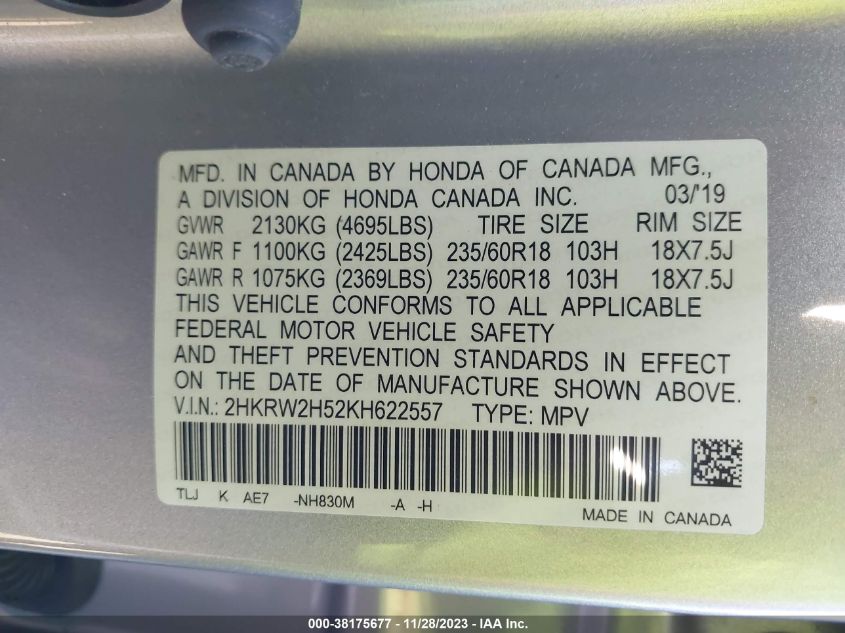 MFD. IN CANADA BY HONDA OF CANADA MFG.,
A DIVISION OF HONDA CANADA INC. 03/'19
GVWR 2130KG (4695LBS) TIRE SIZE RIM SIZE
GAWR F 1100KG (2425LBS) 235/60R18 103H 18X7.5J
GAWR R 1075KG (2369LBS) 235/60R18 103H 18X7.5J
THIS VEHICLE CONFORMS TO ALL APPLICABLE
FEDERAL MOTOR VEHICLE SAFETY
AND THEFT PREVENTION STANDARDS IN EFFECT
ON THE DATE OF MANUFACTURE SHOWN ABOVE.
V.I.N.: 2HKRW2H52KH622557 TYPE: MPV
TLJ K AE7 -NH830M -A -H
MADE IN CANADA
000-38175677 - 11/28/2023 - IAA Inc.